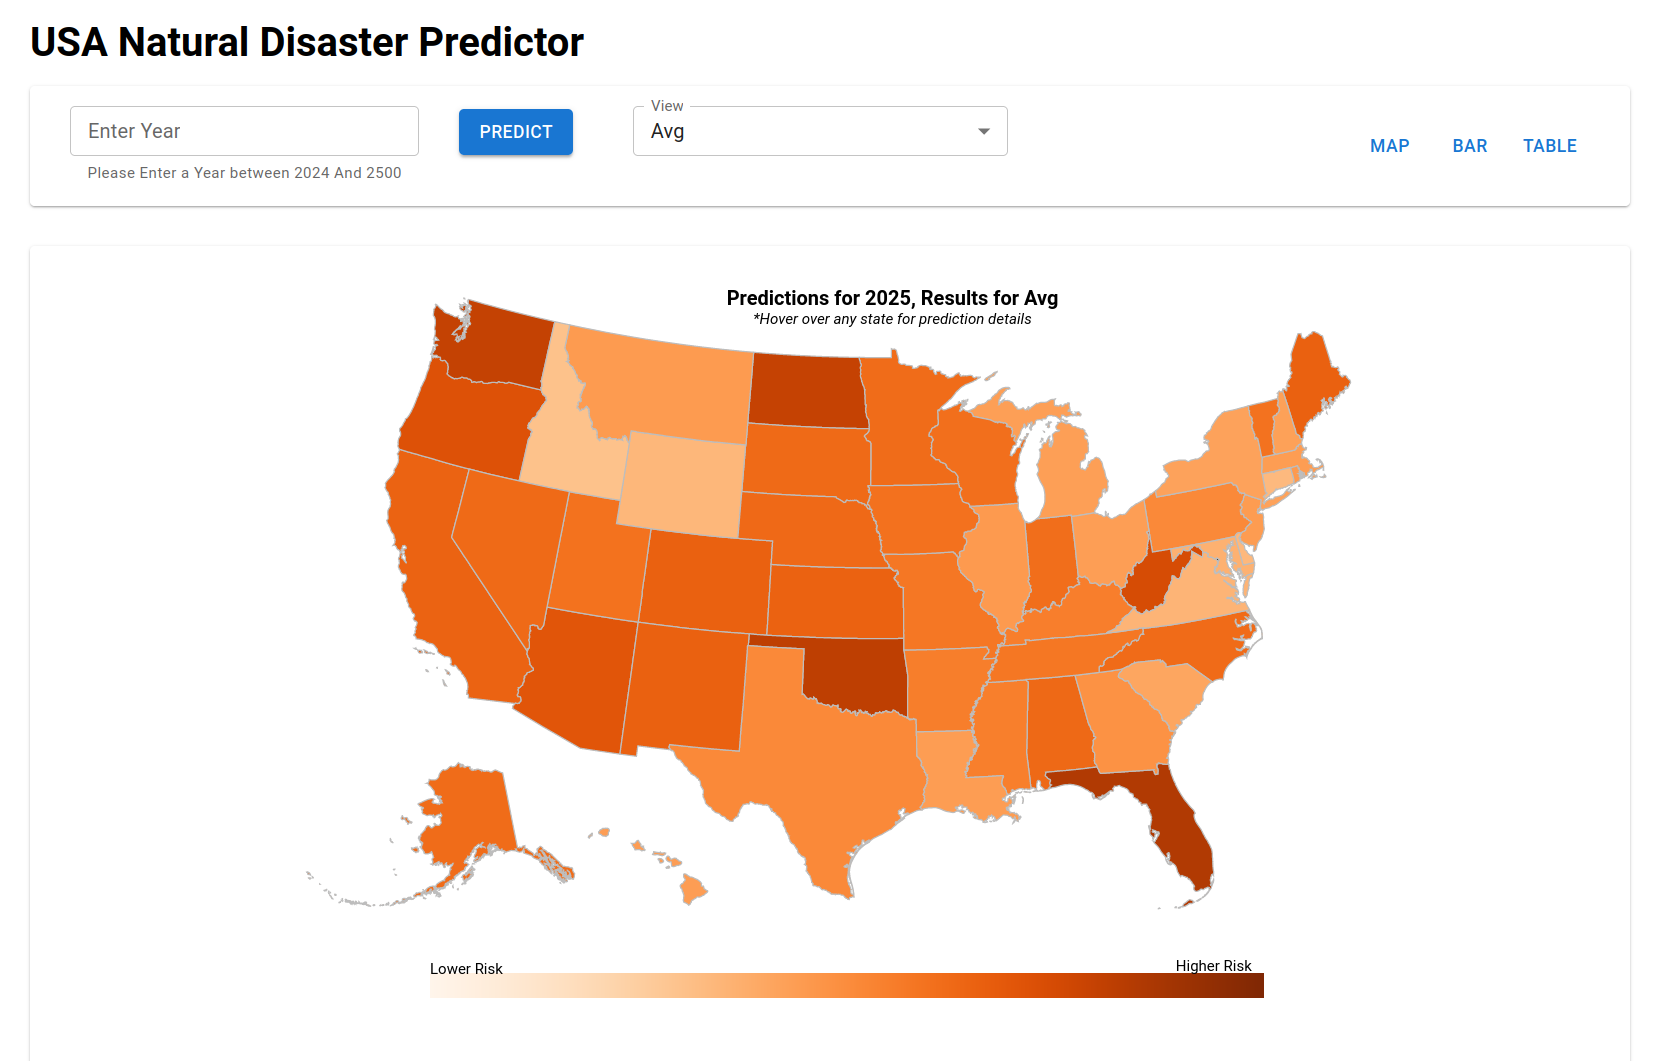 USA Natural Disaster Predictor
View
Enter Year
PREDICT
Avg
MAP
BAR
TABLE
Please Enter a Year between 2024 And 2500
Predictions for 2025, Results for Avg
*Hover over any state for prediction details
Lower Risk
Higher Risk